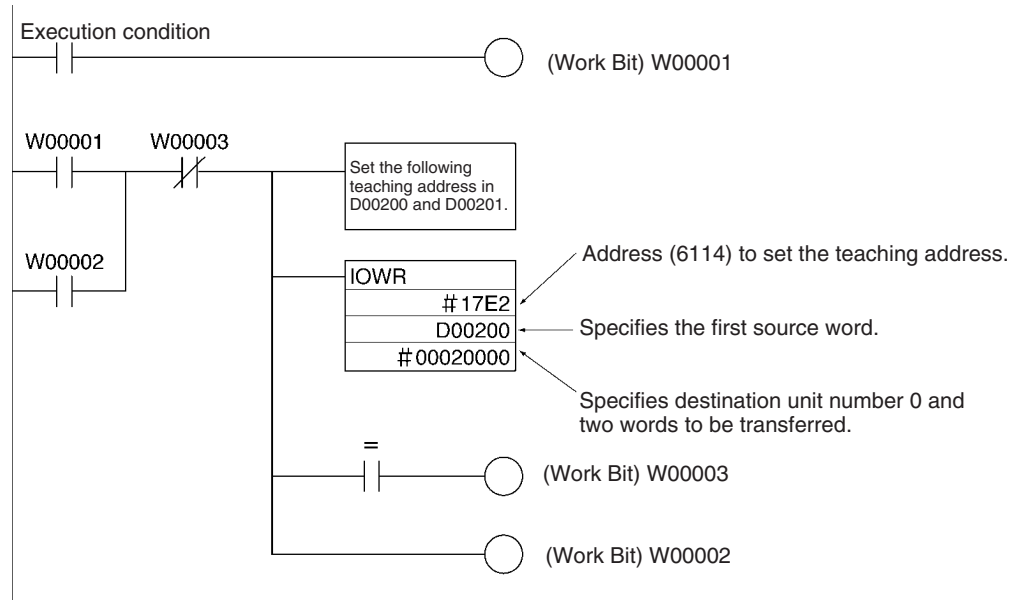 Execution condition
(Work Bit) W00001
W00001
W00003
Set the following
teaching address in
D00200 and D00201.
W00002
IOWR
#17E2
D00200
#00020000
Address (6114) to set the teaching address.
Specifies the first source word.
Specifies destination unit number 0 and
two words to be transferred.
=
(Work Bit) W00003
(Work Bit) W00002